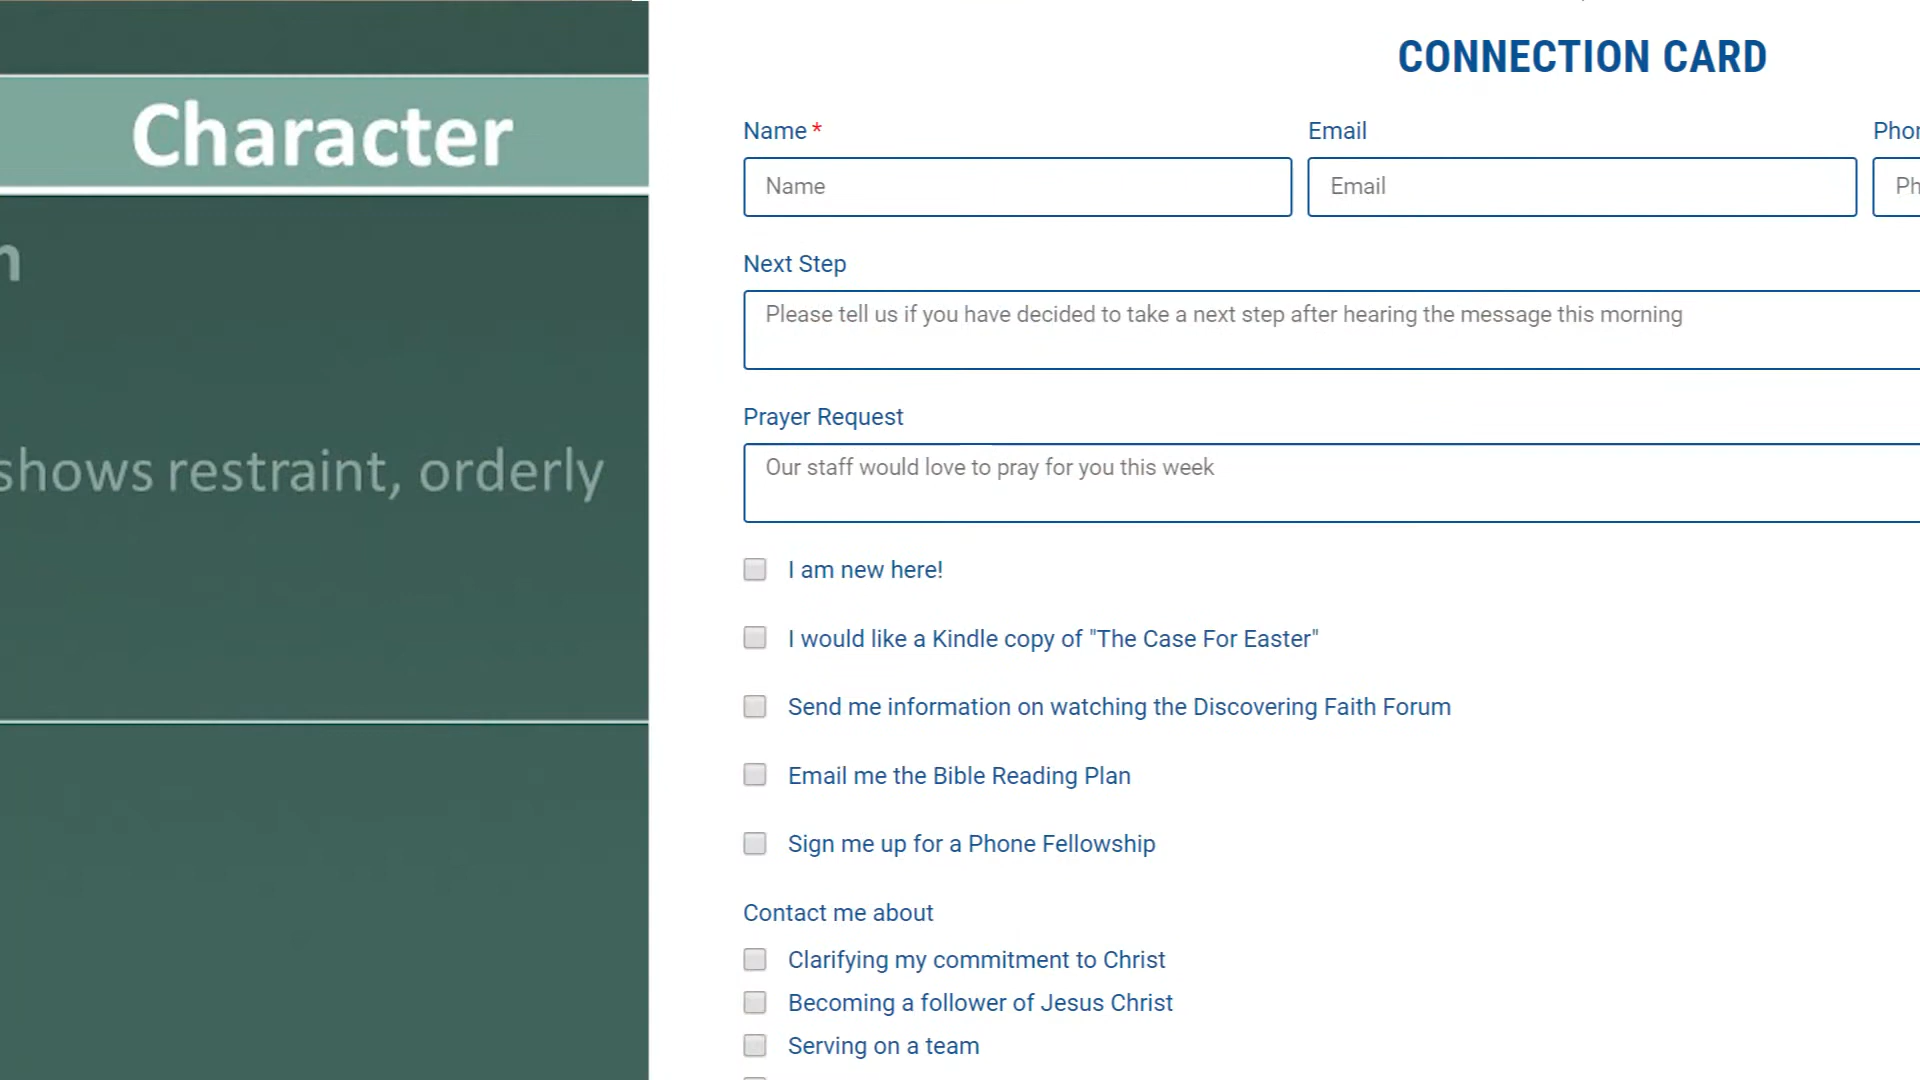 Character
n
shows restraint, orderly
CONNECTION CARD
Name * Email Phon
Name Email Ph
Next Step
Please tell us if you have decided to take a next step after hearing the message this morning
Prayer Request
Our staff would love to pray for you this week
I am new here!
I would like a Kindle copy of "The Case For Easter"
Send me information on watching the Discovering Faith Forum
Email me the Bible Reading Plan
Sign me up for a Phone Fellowship
Contact me about
Clarifying my commitment to Christ
Becoming a follower of Jesus Christ
Serving on a team